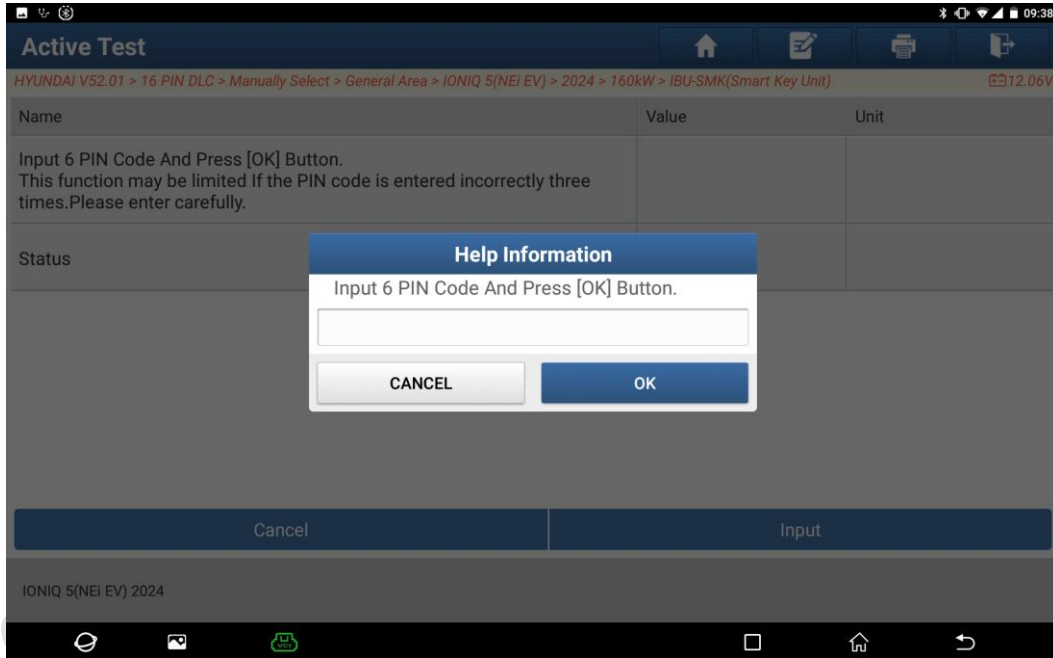 09:38
Active Test
HYUNDAI V52.01 > 16 PIN DLC > Manually Select > General Area > IONIQ 5(NEi EV) > 2024 > 160kW > IBU-SMK(Smart Key Unit) 12.06V
Name Value Unit
Input 6 PIN Code And Press [OK] Button.
This function may be limited If the PIN code is entered incorrectly three
times.Please enter carefully.
Status
Help Information
Input 6 PIN Code And Press [OK] Button.
CANCEL OK
Cancel Input
IONIQ 5(NEi EV) 2024
VCI